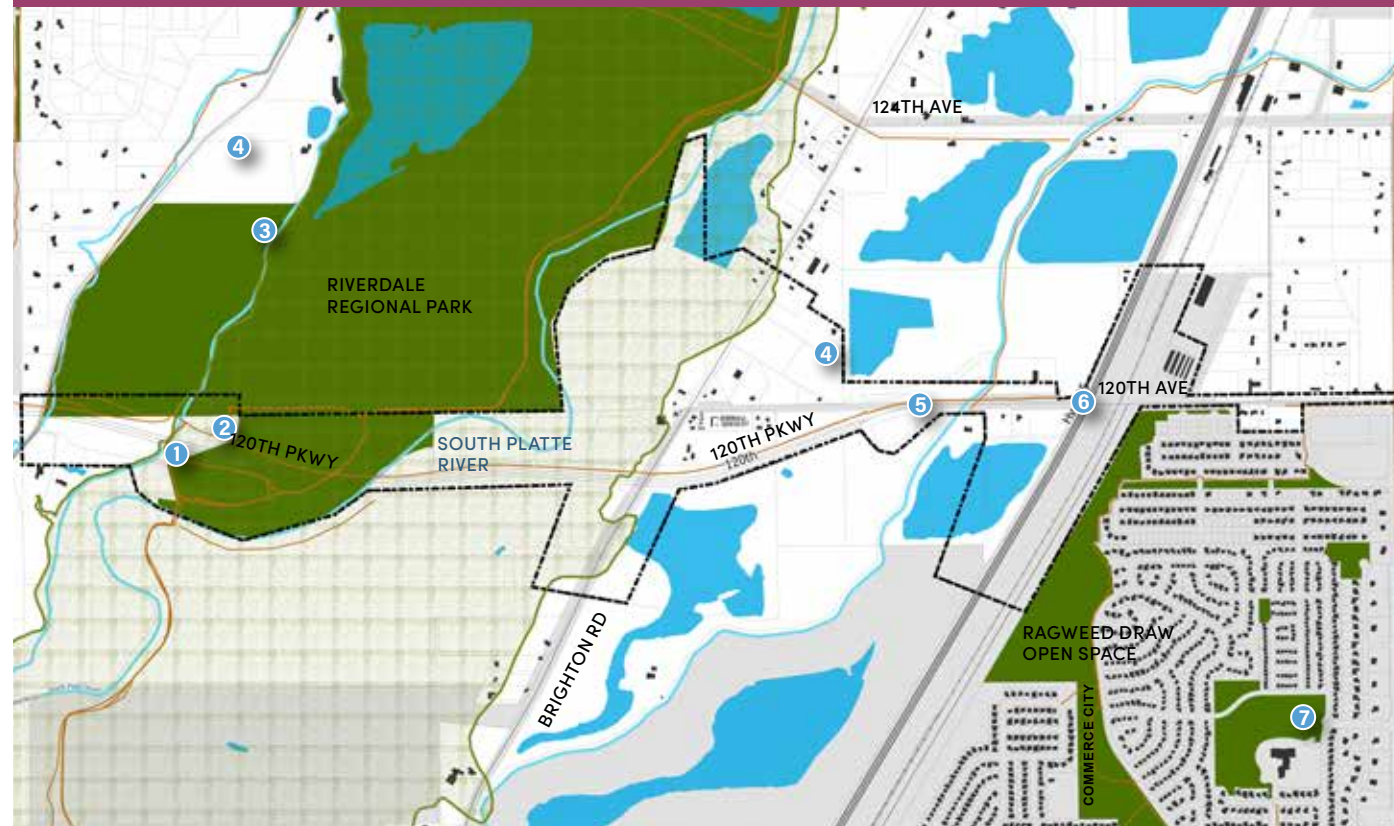 124TH AVE
4
3
RIVERDALE
REGIONAL PARK
4
120TH AVE
6
5
2
1
120TH PKWY
SOUTH PLATTE
RIVER
120TH PKWY
120th
BRIGHTON RD
RAGWEED DRAW
OPEN SPACE
COMMERCE CITY
7